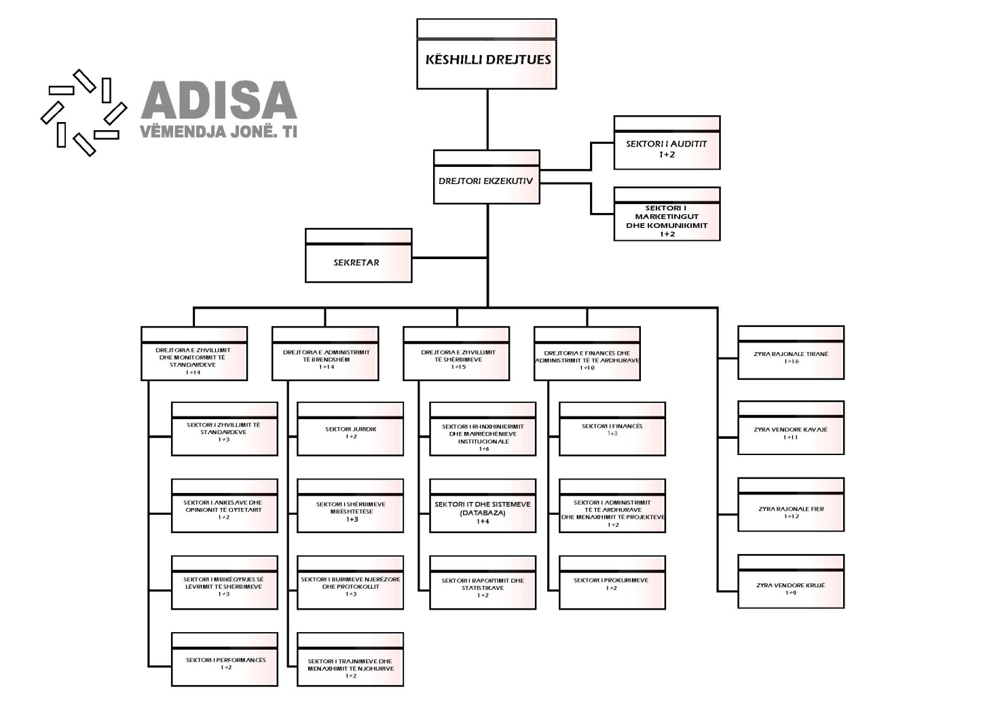 KËSHILLI DREJTUES
ADISA
VËMENDJA JONË. TI
SEKTORI I AUDITIT
1+2
DREJTORI EKZEKUTIV
SEKTORI I
MARKETINGUT
DHE KOMUNIKIMIT
1+2
SEKRETAR
DREJTORIA E ZHVILLIMIT
DHE MONITORIMIT TË
STANDARDEVE
1+14
DREJTORIA E ADMINISTRIMIT
TË BRENDSHËM
1+14
DREJTORIA E ZHVILLIMIT
TË SHËRBIMEVE
1+15
DREJTORIA E FINANCËS DHE
ADMINISTRIMIT TË TË ARDHURAVE
1+10
ZYRA RAJONALE TIRANË
1+16
SEKTORI I ZHVILLIMIT TË
STANDARDEVE
1+3
SEKTORI JURIDIK
1+2
SEKTORI I RI-INXHINIERIMIT
DHE MARRËDHËNIEVE
INSTITUCIONALE
1+6
SEKTORI I FINANCËS
1+3
ZYRA VENDORE KAVAJË
1+11
SEKTORI I ANKESAVE DHE
OPINIONIT TË QYTETARIT
1+2
SEKTORI I SHËRBIMEVE
MBËSHTETËSE
1+3
SEKTORI IT DHE SISTEMEVE
(DATABAZA)
1+4
SEKTORI I ADMINISTRIMIT
TË TË ARDHURAVE
DHE MENAXHIMIT TË PROJEKTEVE
1+2
ZYRA RAJONALE FIER
1+12
SEKTORI I MBIKËQYRJES SË
LËVRIMIT TË SHËRBIMEVE
1+3
SEKTORI I BURIMEVE NJERËZORE
DHE PROTOKOLLIT
1+3
SEKTORI I RAPORTIMIT DHE
STATISTIKAVE
1+2
SEKTORI I PROKURIMEVE
1+2
ZYRA VENDORE KRUJË
1+9
SEKTORI I PERFORMANCËS
1+2
SEKTORI I TRAJNIMEVE DHE
MENAXHIMIT TË NJOHURIVE
1+2